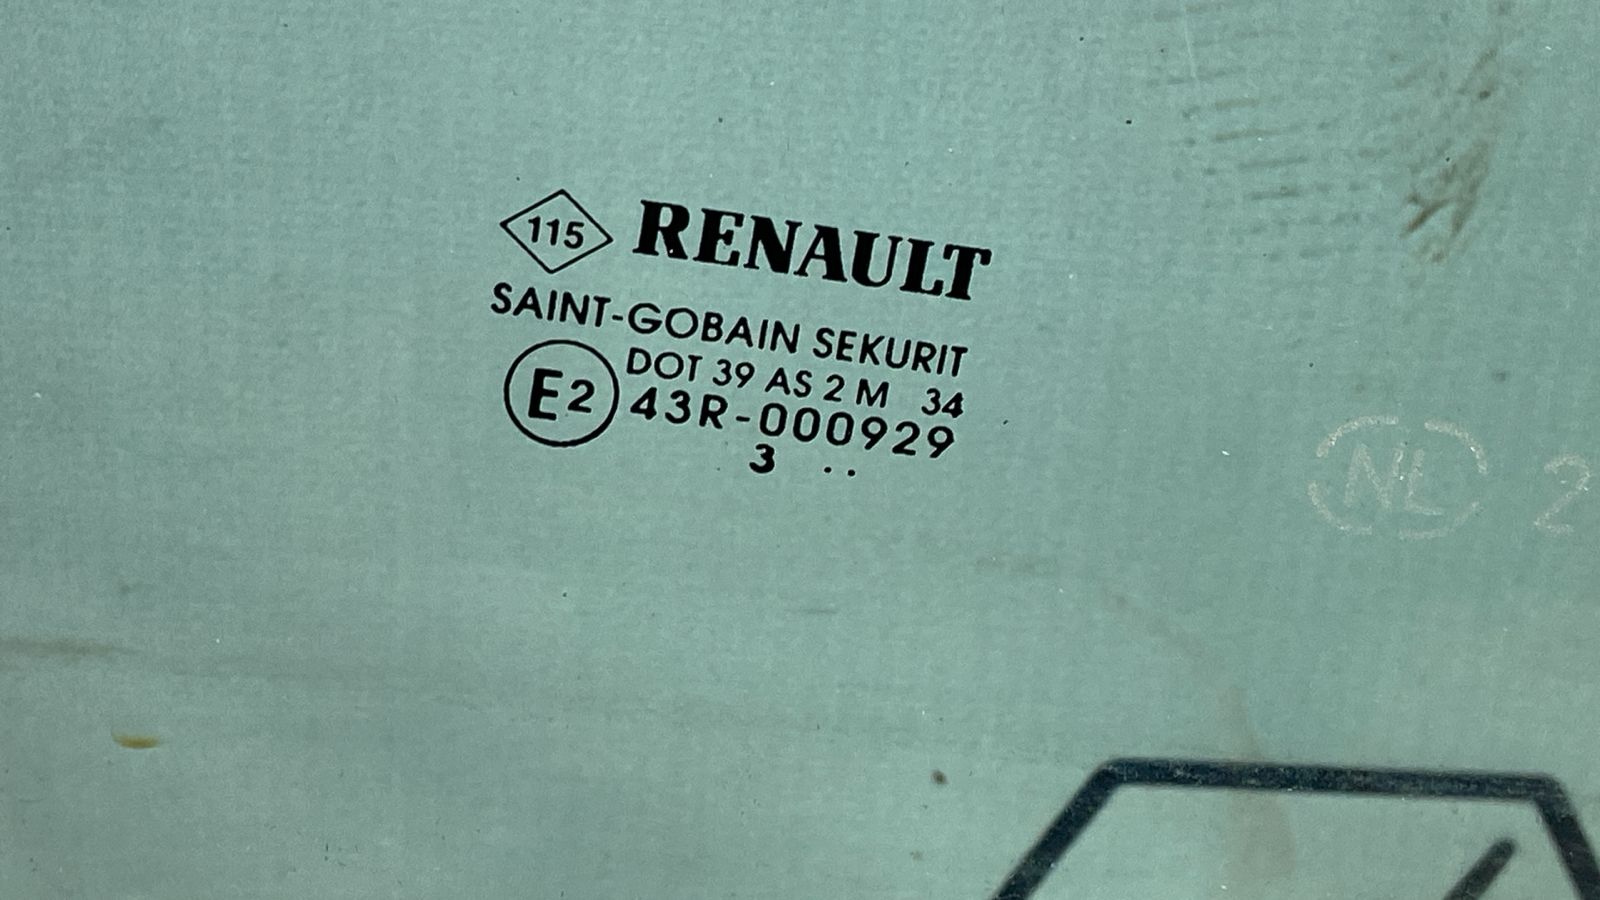 115 RENAULT
SAINT-GOBAIN SEKURIT
DOT 39 AS 2 M 34
E2 43R-000929
3 ..
NL 2